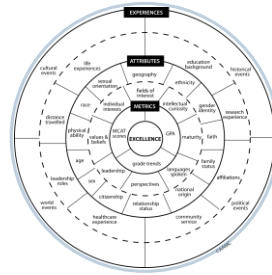 EXPERIENCES
cultural
events
life
experiences
education
background
historical
events
ATTRIBUTES
geography
sexual
orientation
ethnicity
fields of
interest
race
individual
interests
intellectual
curiosity
gender
identity
METRICS
distance
travelled
research
experience
physical
ability
values &
beliefs
MCAT
scores
EXCELLENCE
GPA
maturity
faith
grade trends
age
leadership
languages
spoken
family
status
leadership
roles
sex
perspectives
national
origin
affiliations
citizenship
relationship
status
world
events
healthcare
experience
community
service
political
events